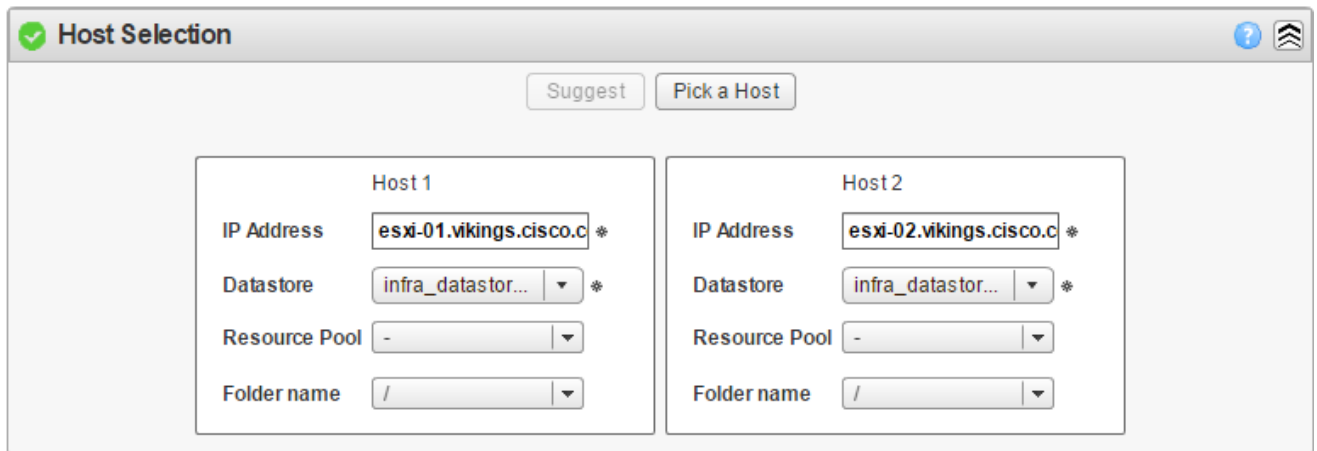 Host Selection
Suggest Pick a Host
Host 1
IP Address esxi-01.vikings.cisco.c *
Datastore infra_datastor... *
Resource Pool -
Folder name /
Host 2
IP Address esxi-02.vikings.cisco.c *
Datastore infra_datastor... *
Resource Pool -
Folder name /